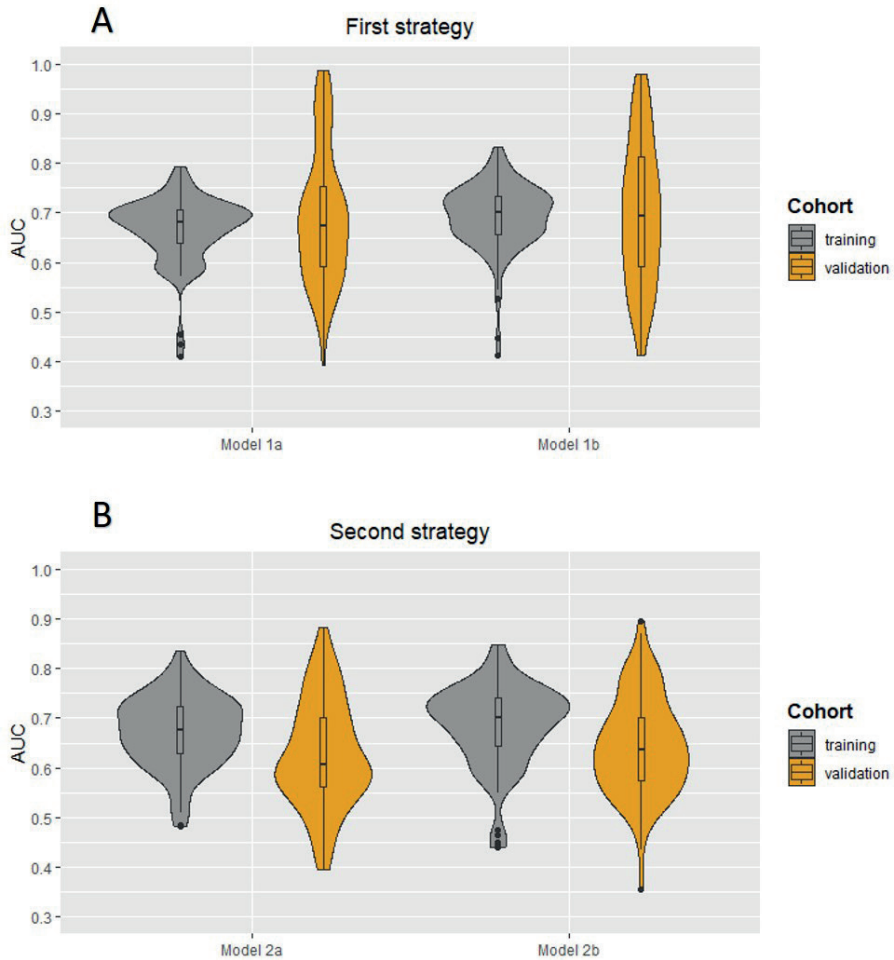 A
First strategy
1.0
0.9
0.8
0.7
0.6
0.5
0.4
0.3
AUC
Model 1a
Model 1b
Cohort
training
validation
B
Second strategy
1.0
0.9
0.8
0.7
0.6
0.5
0.4
0.3
AUC
Model 2a
Model 2b
Cohort
training
validation